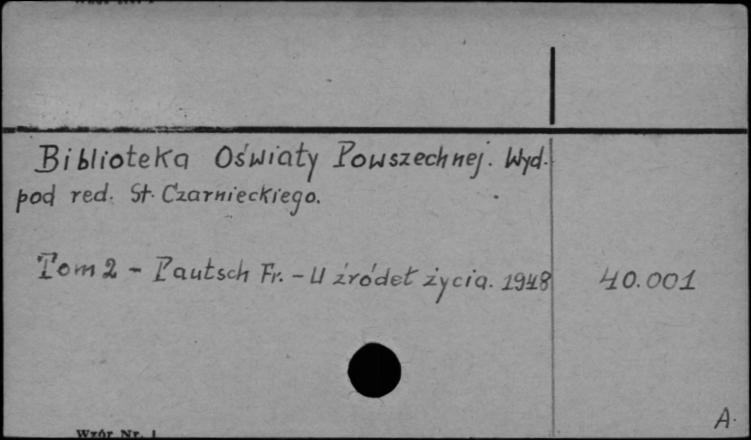 Biblioteka Oświaty Powszechnej. Wyd.
pod red. St. Czarnieckiego.
Tom 2 - Pautsch Fr. - U źródeł życia. 1948 40.001
A.
Wzór Nr. 1